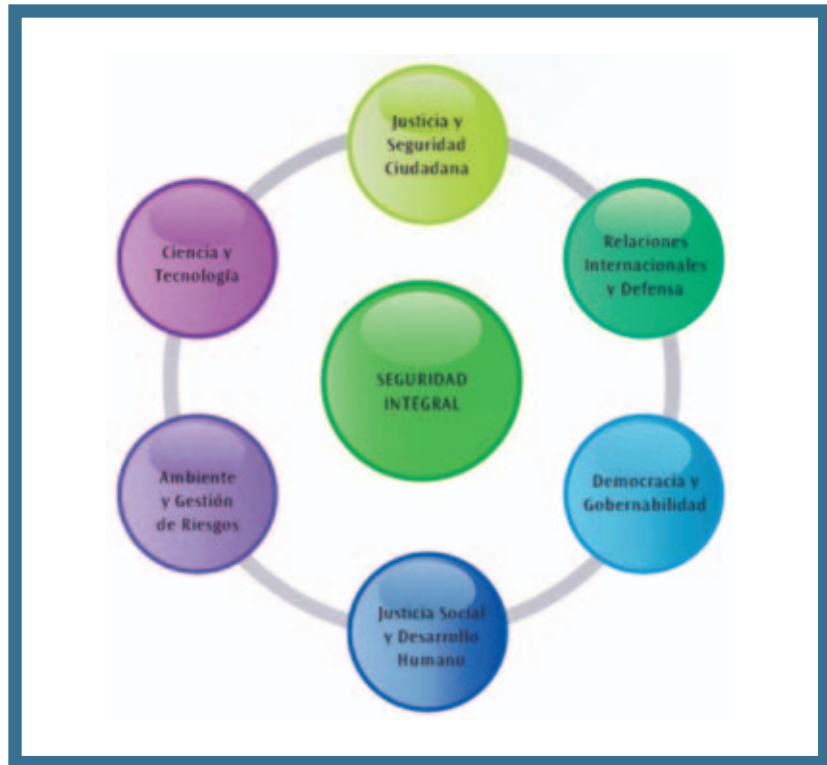 Justicia y
Seguridad
Ciudadana
Relaciones
Internacionales
y Defensa
Democracia y
Gobernabilidad
Justicia Social
y Desarrollo
Humano
Ambiente
y Gestión
de Riesgos
Ciencia y
Tecnología
SEGURIDAD
INTEGRAL